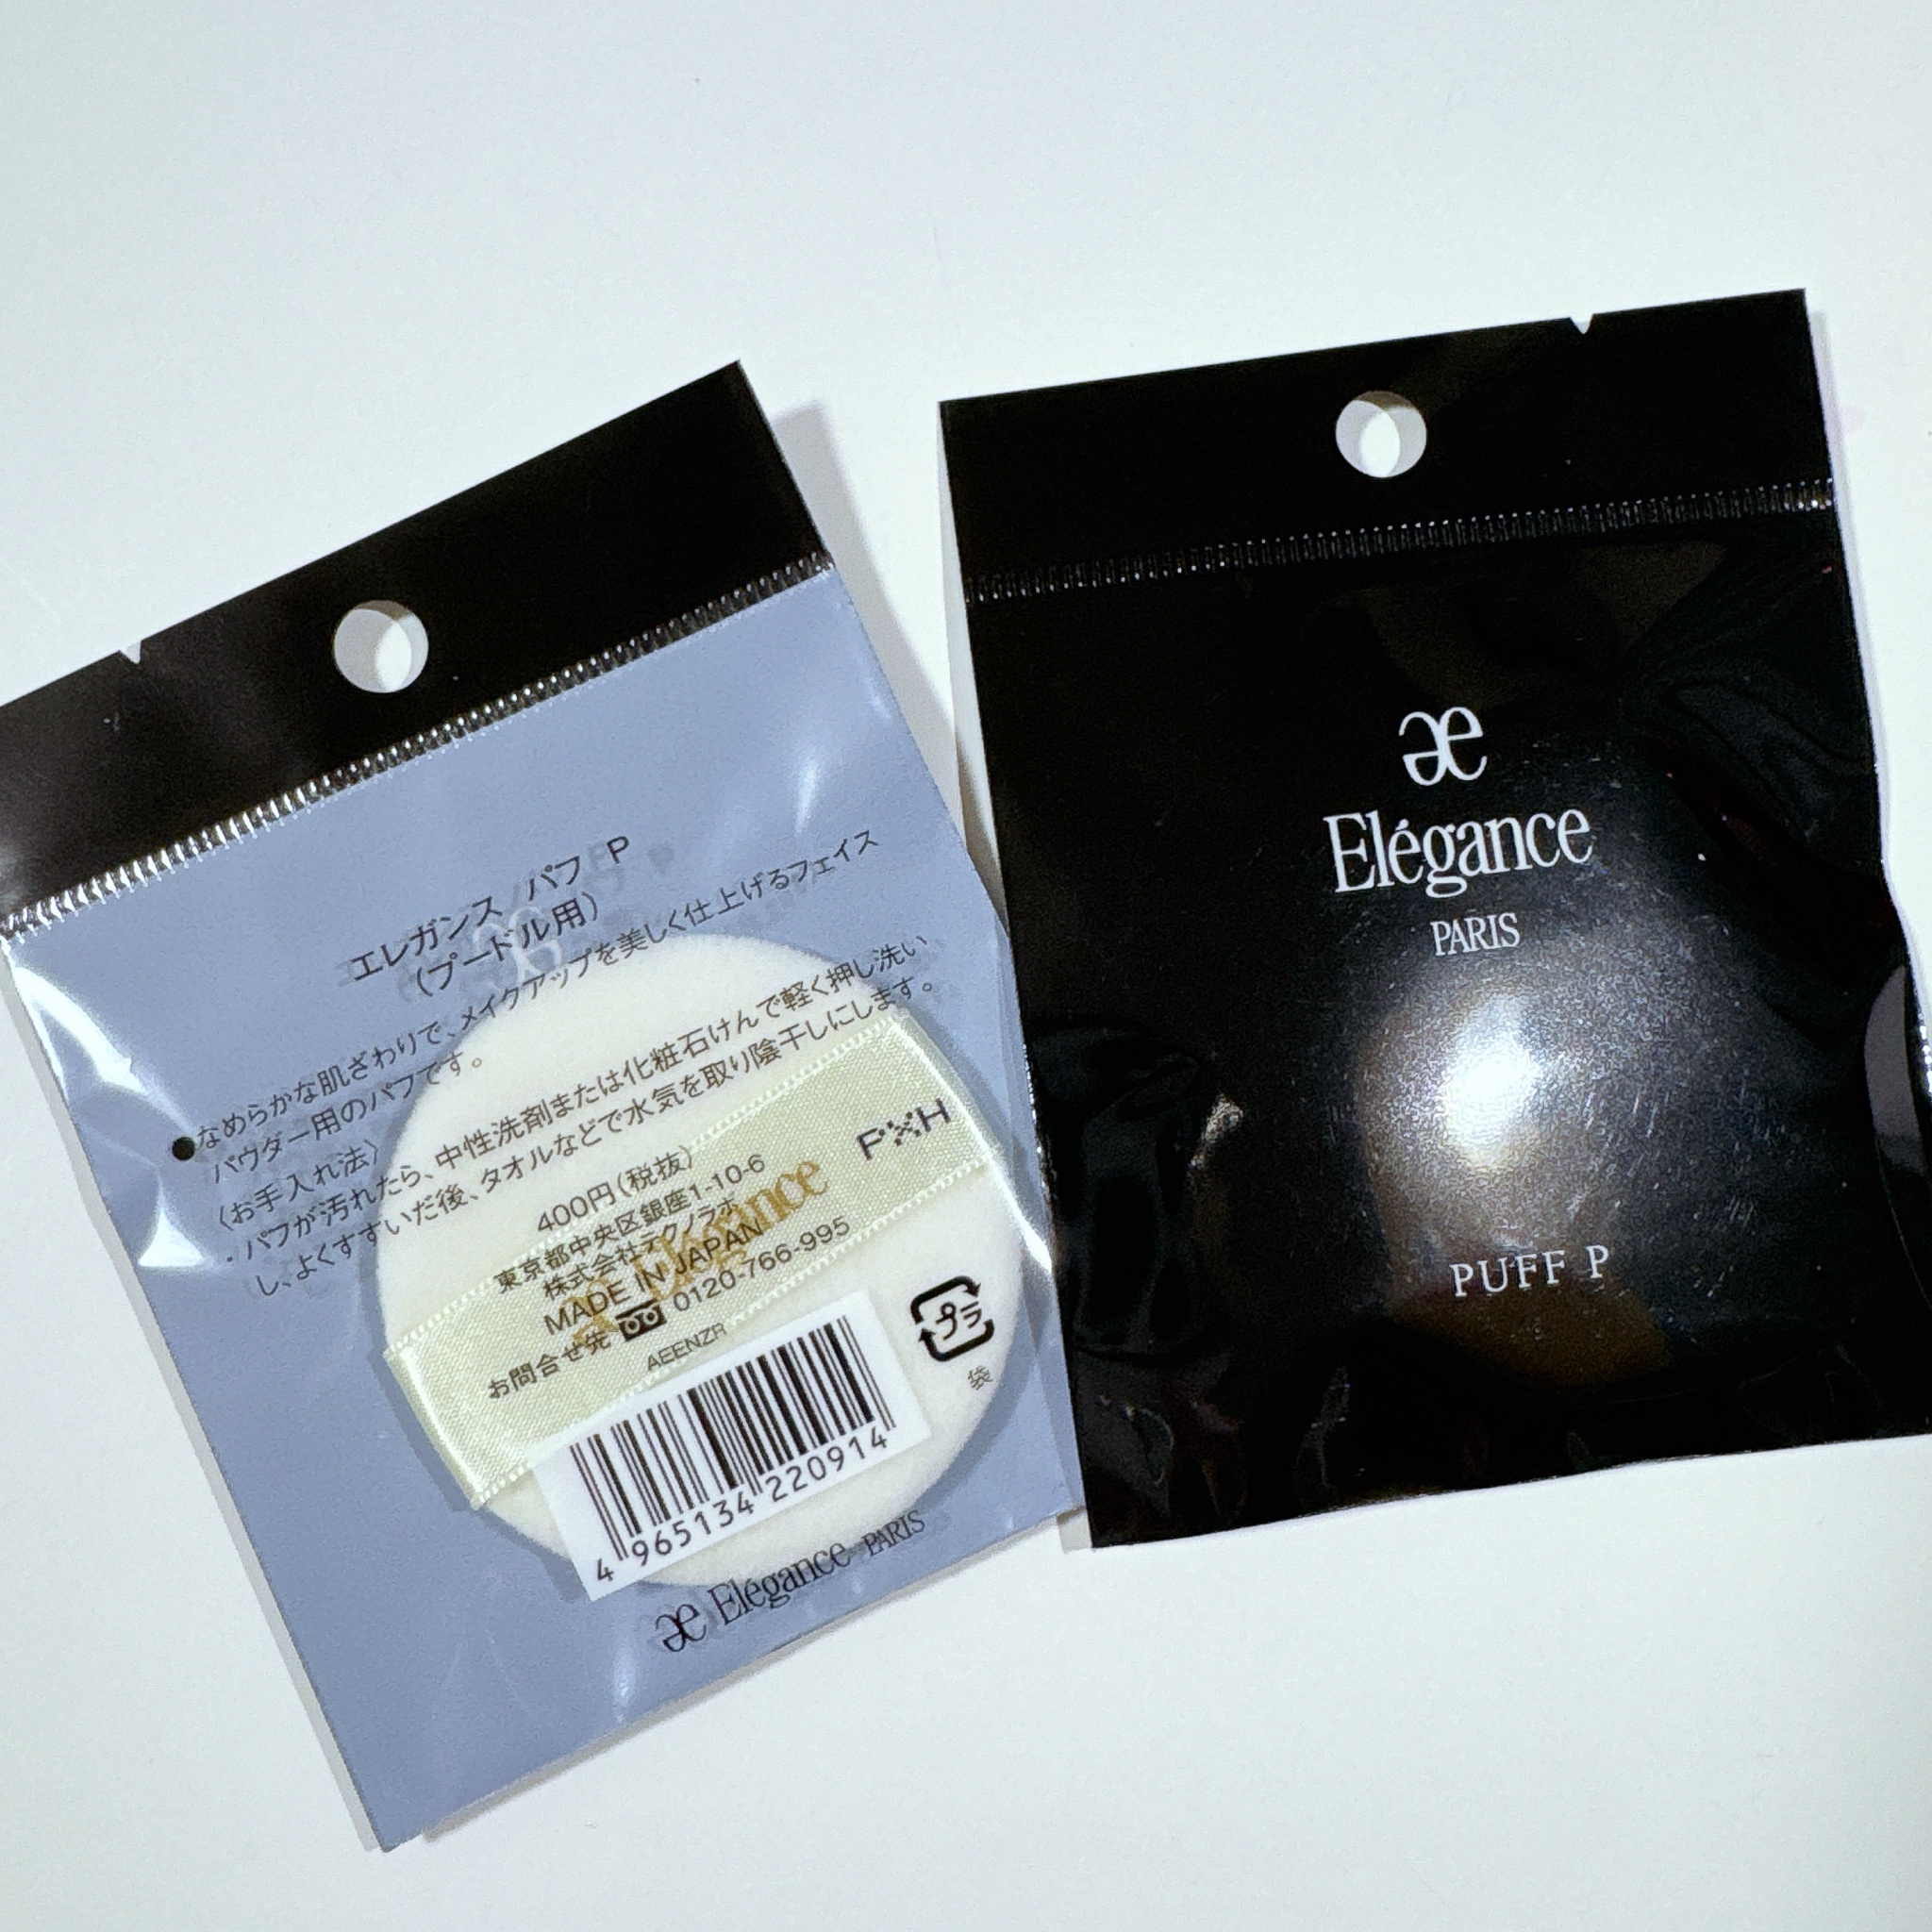 エレガンス パフ P
(プードル用)
●なめらかな肌ざわりで、メイクアップを美しく仕上げるフェイス
パウダー用のパフです。
〈お手入れ法〉
・パフが汚れたら、中性洗剤または化粧石けんで軽く押し洗い
し、よくすすいだ後、タオルなどで水気を取り陰干しにします。
400円(税抜)
東京都中央区銀座1-10-6
株式会社テクノラボ
MADE IN JAPAN
お問合せ先 0120-766-995
AEENZR
プラ
袋
4 965134 220914
æ Elégance PARIS
æ
Elégance
PARIS
PUFF P